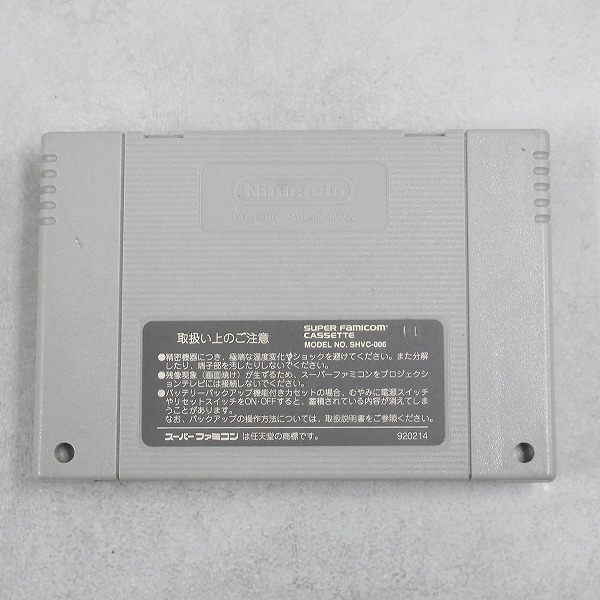 Nintendo
PAT. PEND. MADE IN JAPAN
取扱い上のご注意
SUPER FAMICOM
CASSETTE
MODEL NO. SHVC-006
●精密機器につき、極端な温度変化やショックを避けてください。また分解
したり、端子部を汚したりしないでください。
●残像現象（画面焼け）が生ずるため、スーパーファミコンをプロジェクシ
ョンテレビには接続しないでください。
●バッテリーバックアップ機能付きカセットの場合、むやみに電源スイッチ
やリセットスイッチをON・OFFすると、蓄積されている内容が消えてしま
うことがあります。
なお、バックアップの操作方法については、取扱説明書をご参照ください。
スーパーファミコン は任天堂の商標です。
920214